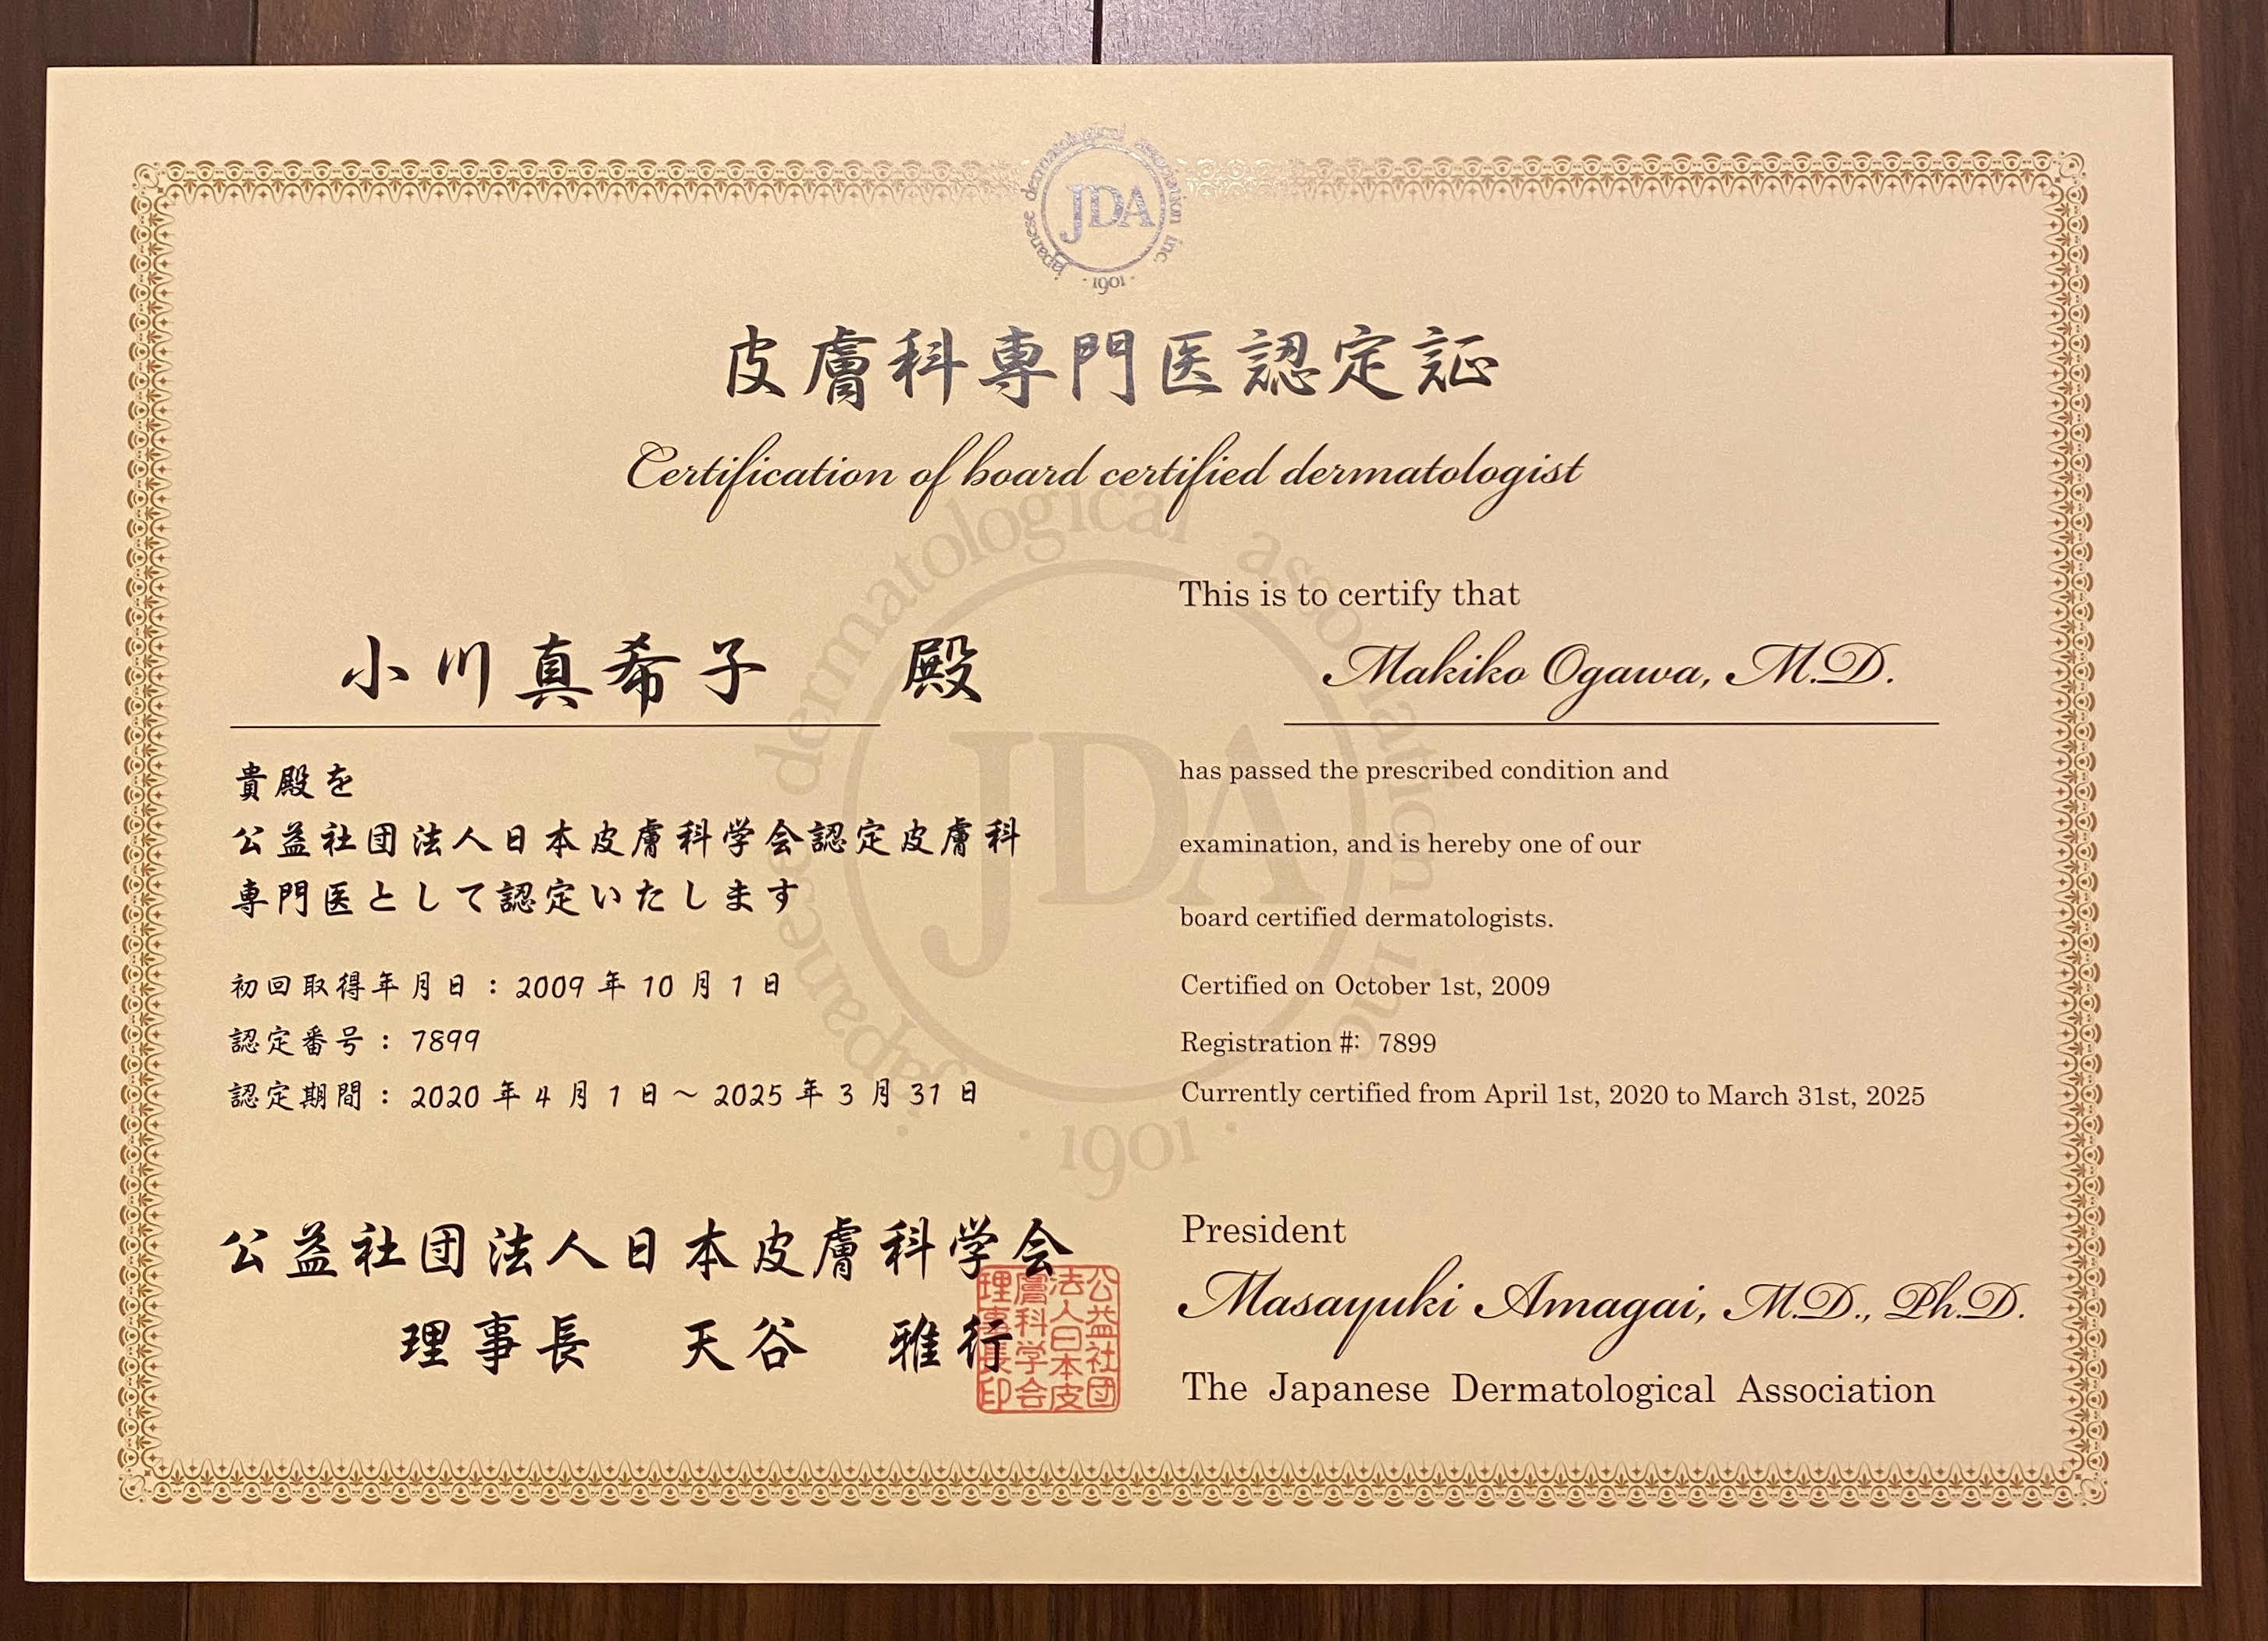 japanese dermatological association inc.
JDA
・1901・
皮膚科専門医認定証
Certification of board certified dermatologist
小川真希子 殿
貴殿を
公益社団法人日本皮膚科学会認定皮膚科
専門医として認定いたします
初回取得年月日：2009年10月1日
認定番号：7899
認定期間：2020年4月1日～2025年3月31日
公益社団法人日本皮膚科学会
理事長 天谷 雅行
公益社団
法人日本皮
膚科学会
理事長印
This is to certify that
Makiko Ogawa, M.D.
has passed the prescribed condition and
examination, and is hereby one of our
board certified dermatologists.
Certified on October 1st, 2009
Registration #: 7899
Currently certified from April 1st, 2020 to March 31st, 2025
President
Masayuki Amagai, M.D., Ph.D.
The Japanese Dermatological Association
japanese dermatological association inc.
JDA
・1901・